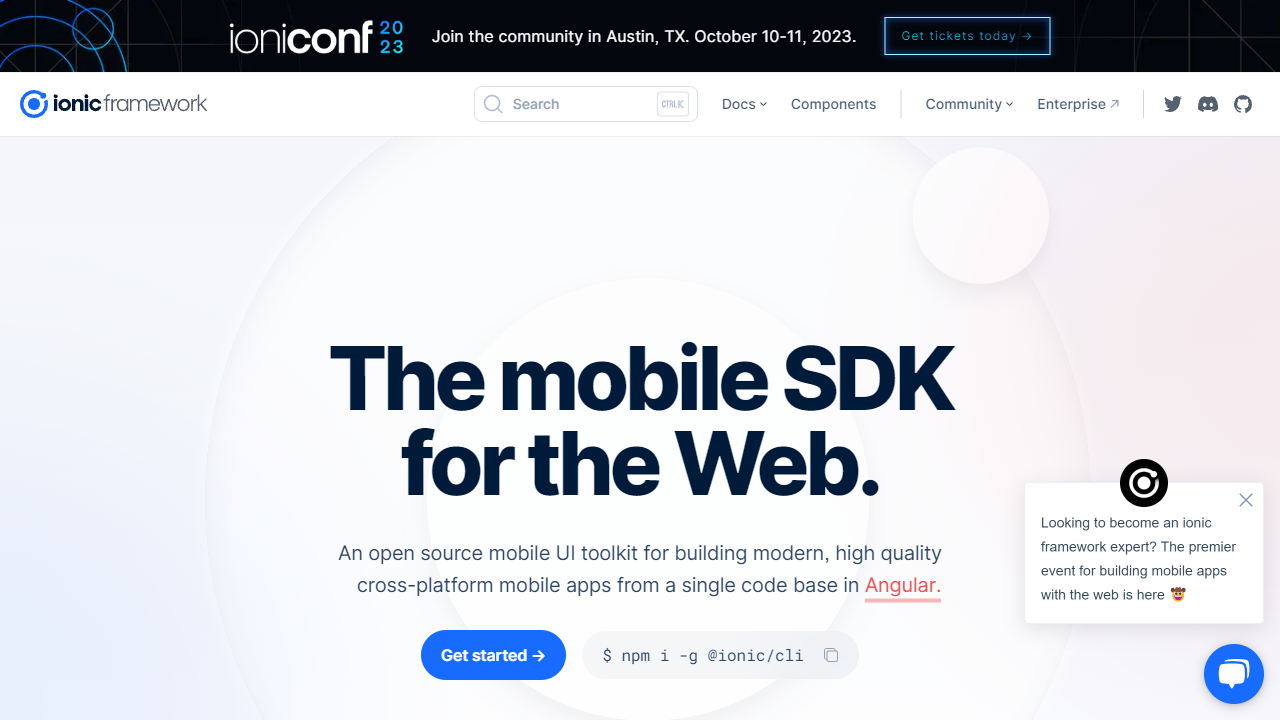 ioniconf 20 23
Join the community in Austin, TX. October 10-11, 2023.
Get tickets today →
ionic framework
Search
CTRL K
Docs
Components
Community
Enterprise
The mobile SDK
for the Web.
An open source mobile UI toolkit for building modern, high quality
cross-platform mobile apps from a single code base in Angular.
Get started →
$ npm i -g @ionic/cli
Looking to become an ionic
framework expert? The premier
event for building mobile apps
with the web is here 🤠